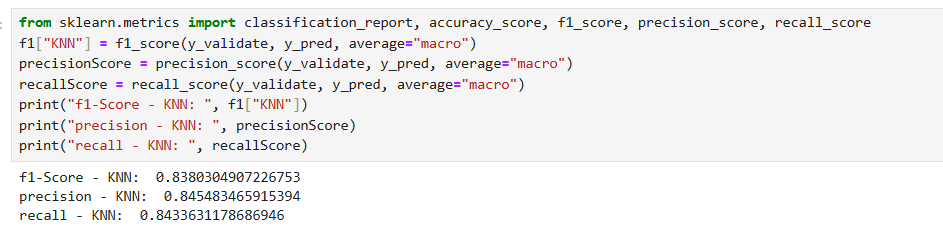 from sklearn.metrics import classification_report, accuracy_score, f1_score, precision_score, recall_score
f1["KNN"] = f1_score(y_validate, y_pred, average="macro")
precisionScore = precision_score(y_validate, y_pred, average="macro")
recallScore = recall_score(y_validate, y_pred, average="macro")
print("f1-Score - KNN: ", f1["KNN"])
print("precision - KNN: ", precisionScore)
print("recall - KNN: ", recallScore)
f1-Score - KNN:  0.8380304907226753
precision - KNN:  0.845483465915394
recall - KNN:  0.8433631178686946